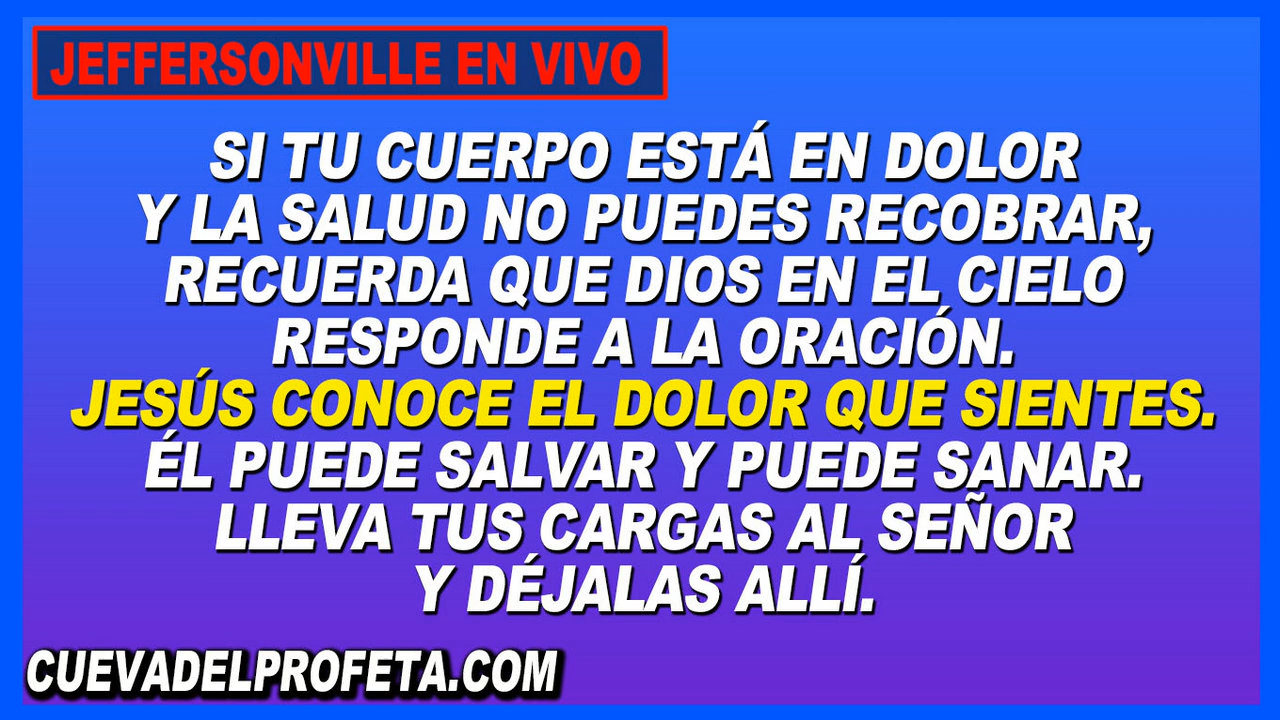 JEFFERSONVILLE EN VIVO
SI TU CUERPO ESTÁ EN DOLOR
Y LA SALUD NO PUEDES RECOBRAR,
RECUERDA QUE DIOS EN EL CIELO
RESPONDE A LA ORACIÓN.
JESÚS CONOCE EL DOLOR QUE SIENTES.
ÉL PUEDE SALVAR Y PUEDE SANAR.
LLEVA TUS CARGAS AL SEÑOR
Y DÉJALAS ALLÍ.
CUEVADELPROFETA.COM